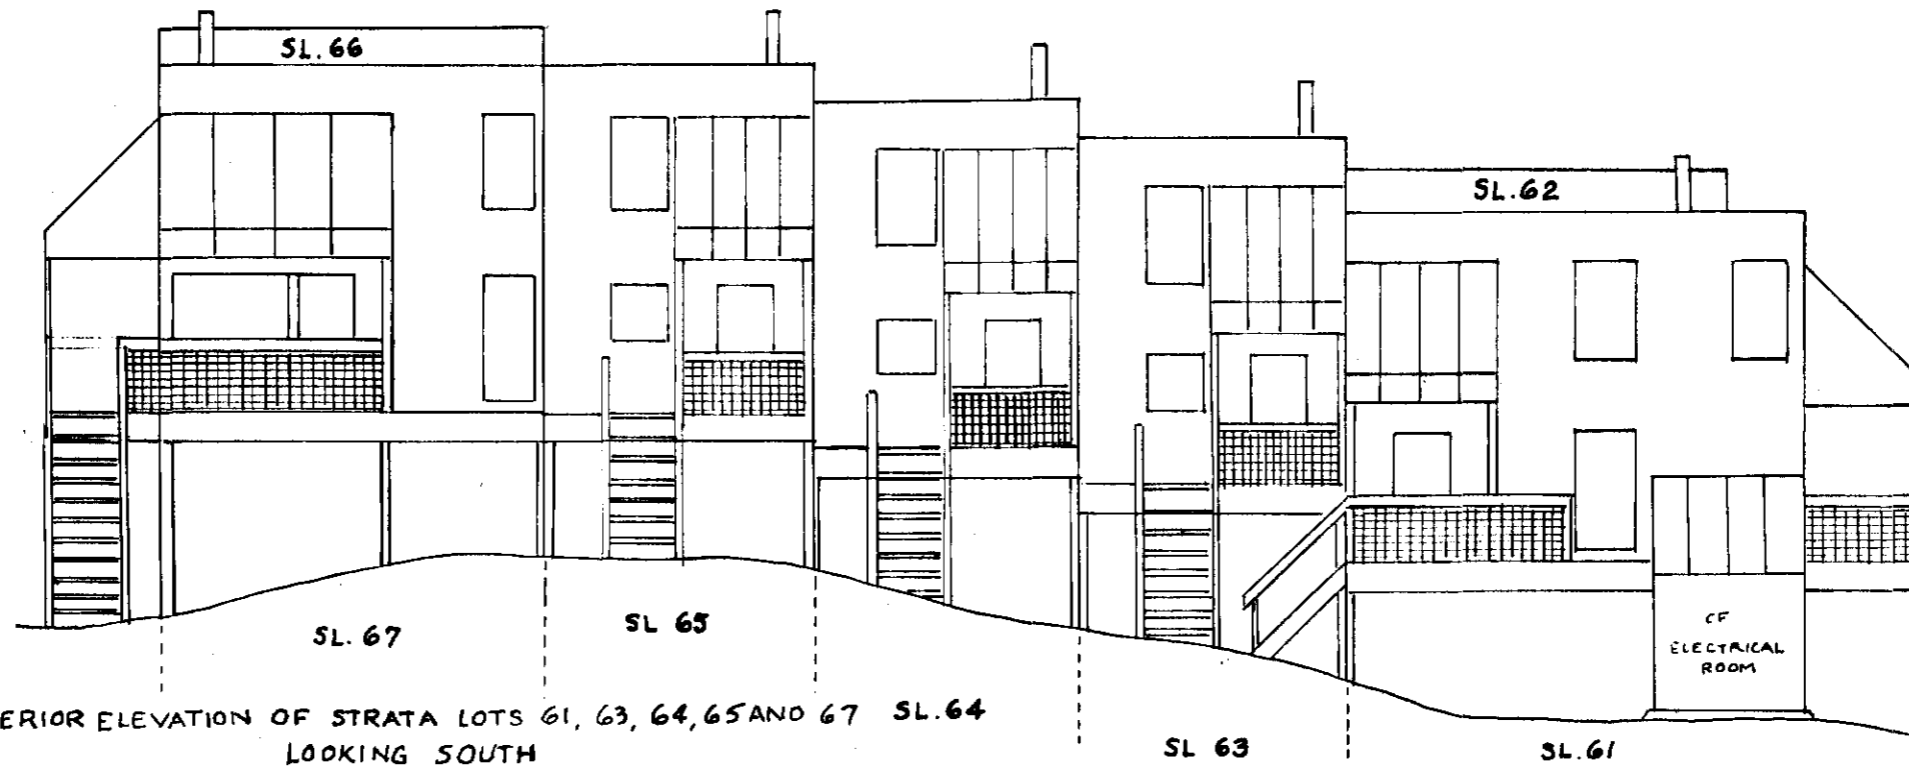 SL.66
SL.62
CF
ELECTRICAL
ROOM
SL.67
SL 65
ERIOR ELEVATION OF STRATA LOTS 61, 63, 64, 65 AND 67
LOOKING SOUTH
SL.64
SL 63
SL.61